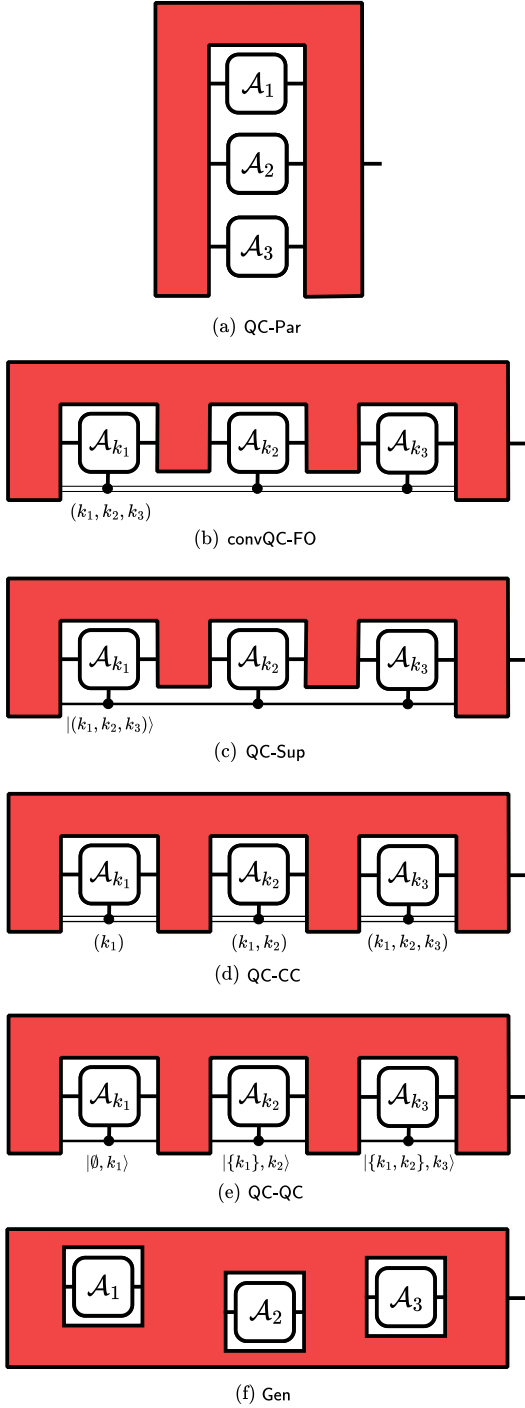 𝒜₁
𝒜₂
𝒜₃
(a) QC-Par
𝒜ₖ₁ 𝒜ₖ₂ 𝒜ₖ₃
(k₁, k₂, k₃)
(b) convQC-FO
𝒜ₖ₁ 𝒜ₖ₂ 𝒜ₖ₃
|(k₁, k₂, k₃)⟩
(c) QC-Sup
𝒜ₖ₁ 𝒜ₖ₂ 𝒜ₖ₃
(k₁) (k₁, k₂) (k₁, k₂, k₃)
(d) QC-CC
𝒜ₖ₁ 𝒜ₖ₂ 𝒜ₖ₃
|∅, k₁⟩ |{k₁}, k₂⟩ |{k₁, k₂}, k₃⟩
(e) QC-QC
𝒜₁ 𝒜₂ 𝒜₃
(f) Gen